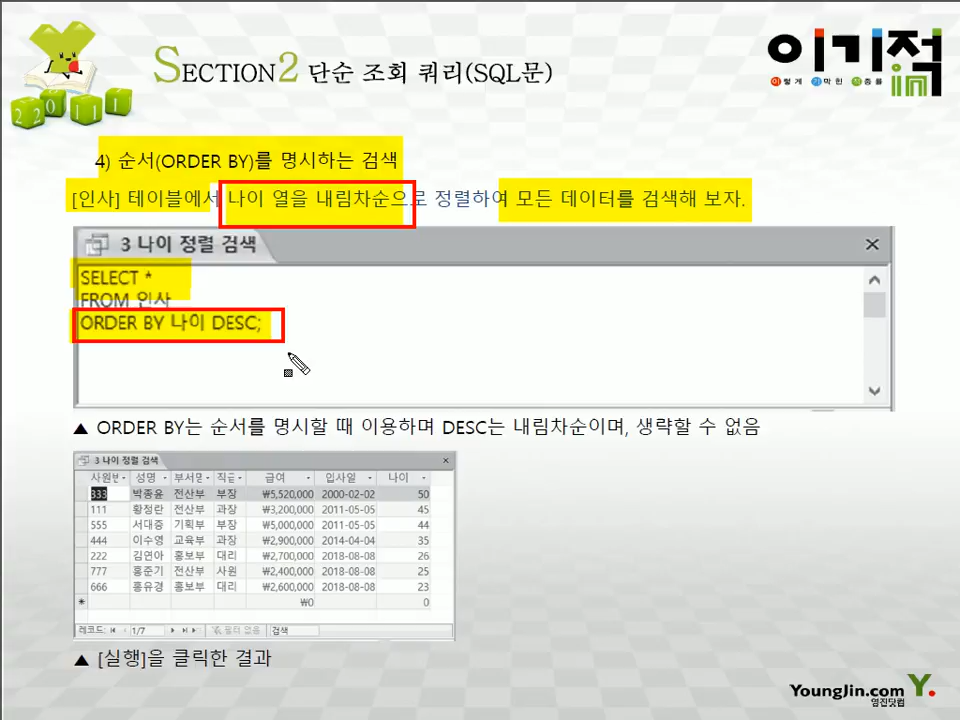 SECTION2 단순 조회 쿼리(SQL문)
이기적in
이렇게 기막힌 적중률
2 2 0 1 1 1
4) 순서(ORDER BY)를 명시하는 검색
[인사] 테이블에서 나이 열을 내림차순으로 정렬하여 모든 데이터를 검색해 보자.
3 나이 정렬 검색
SELECT *
FROM 인사
ORDER BY 나이 DESC;
▲ ORDER BY는 순서를 명시할 때 이용하며 DESC는 내림차순이며, 생략할 수 없음
3 나이 정렬 검색
사원번 성명 부서명 직급 급여 입사일 나이
333 박종윤 전산부 부장 ₩5,520,000 2000-02-02 50
111 황정란 전산부 과장 ₩3,200,000 2011-05-05 45
555 서대중 기획부 부장 ₩5,000,000 2011-05-05 44
444 이수영 교육부 과장 ₩2,900,000 2014-04-04 35
222 김연아 홍보부 대리 ₩2,700,000 2018-08-08 26
777 홍준기 전산부 사원 ₩2,400,000 2018-08-08 25
666 홍유경 홍보부 대리 ₩2,600,000 2018-08-08 23
* ₩0 0
레코드: 1/7 필터 없음 검색
▲ [실행]을 클릭한 결과
YoungJin.com Y.
영진닷컴